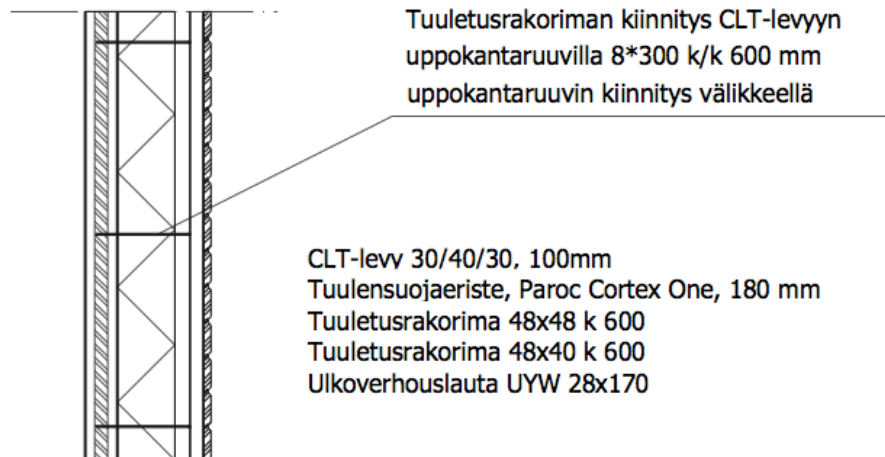 Tuuletusrakoriman kiinnitys CLT-levyyn
uppokantaruuvilla 8*300 k/k 600 mm
uppokantaruuvin kiinnitys välikkeellä
CLT-levy 30/40/30, 100mm
Tuulensuojaeriste, Paroc Cortex One, 180 mm
Tuuletusrakorima 48x48 k 600
Tuuletusrakorima 48x40 k 600
Ulkoverhouslauta UYW 28x170